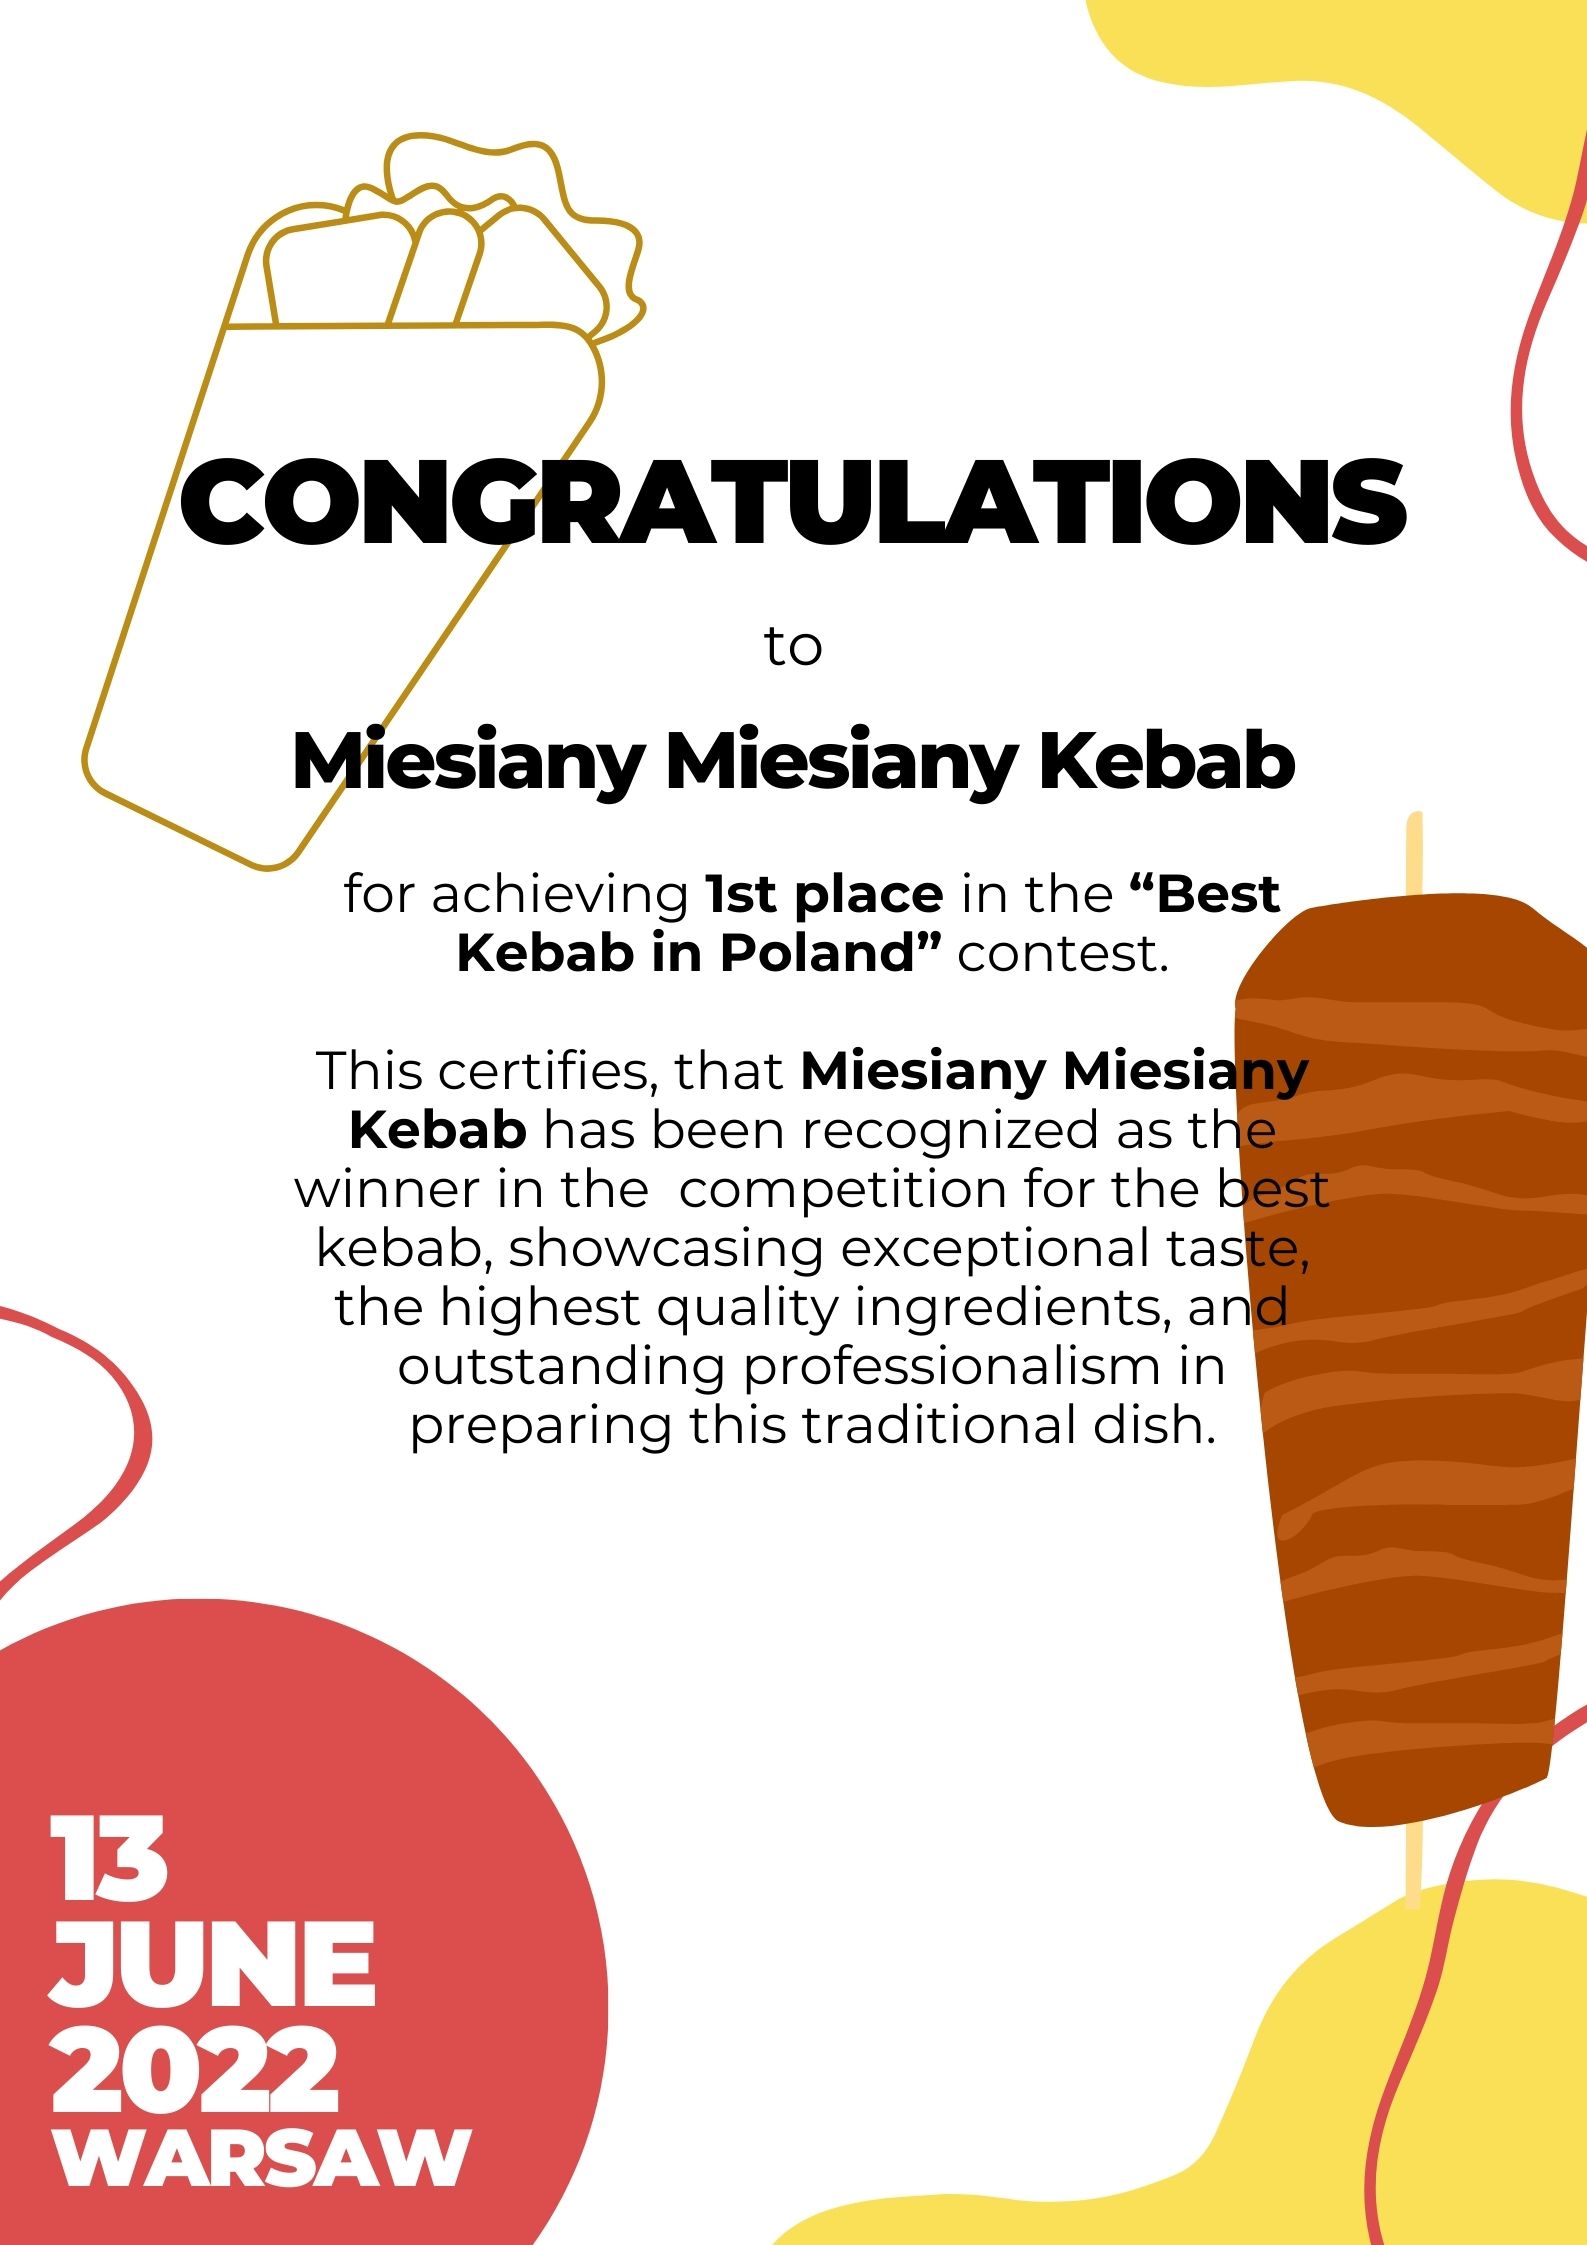 CONGRATULATIONS
to
Miesiany Miesiany Kebab
for achieving 1st place in the “Best
Kebab in Poland” contest.
This certifies, that Miesiany Miesiany
Kebab has been recognized as the
winner in the  competition for the best
kebab, showcasing exceptional taste,
the highest quality ingredients, and
outstanding professionalism in
preparing this traditional dish.
13
JUNE
2022
WARSAW